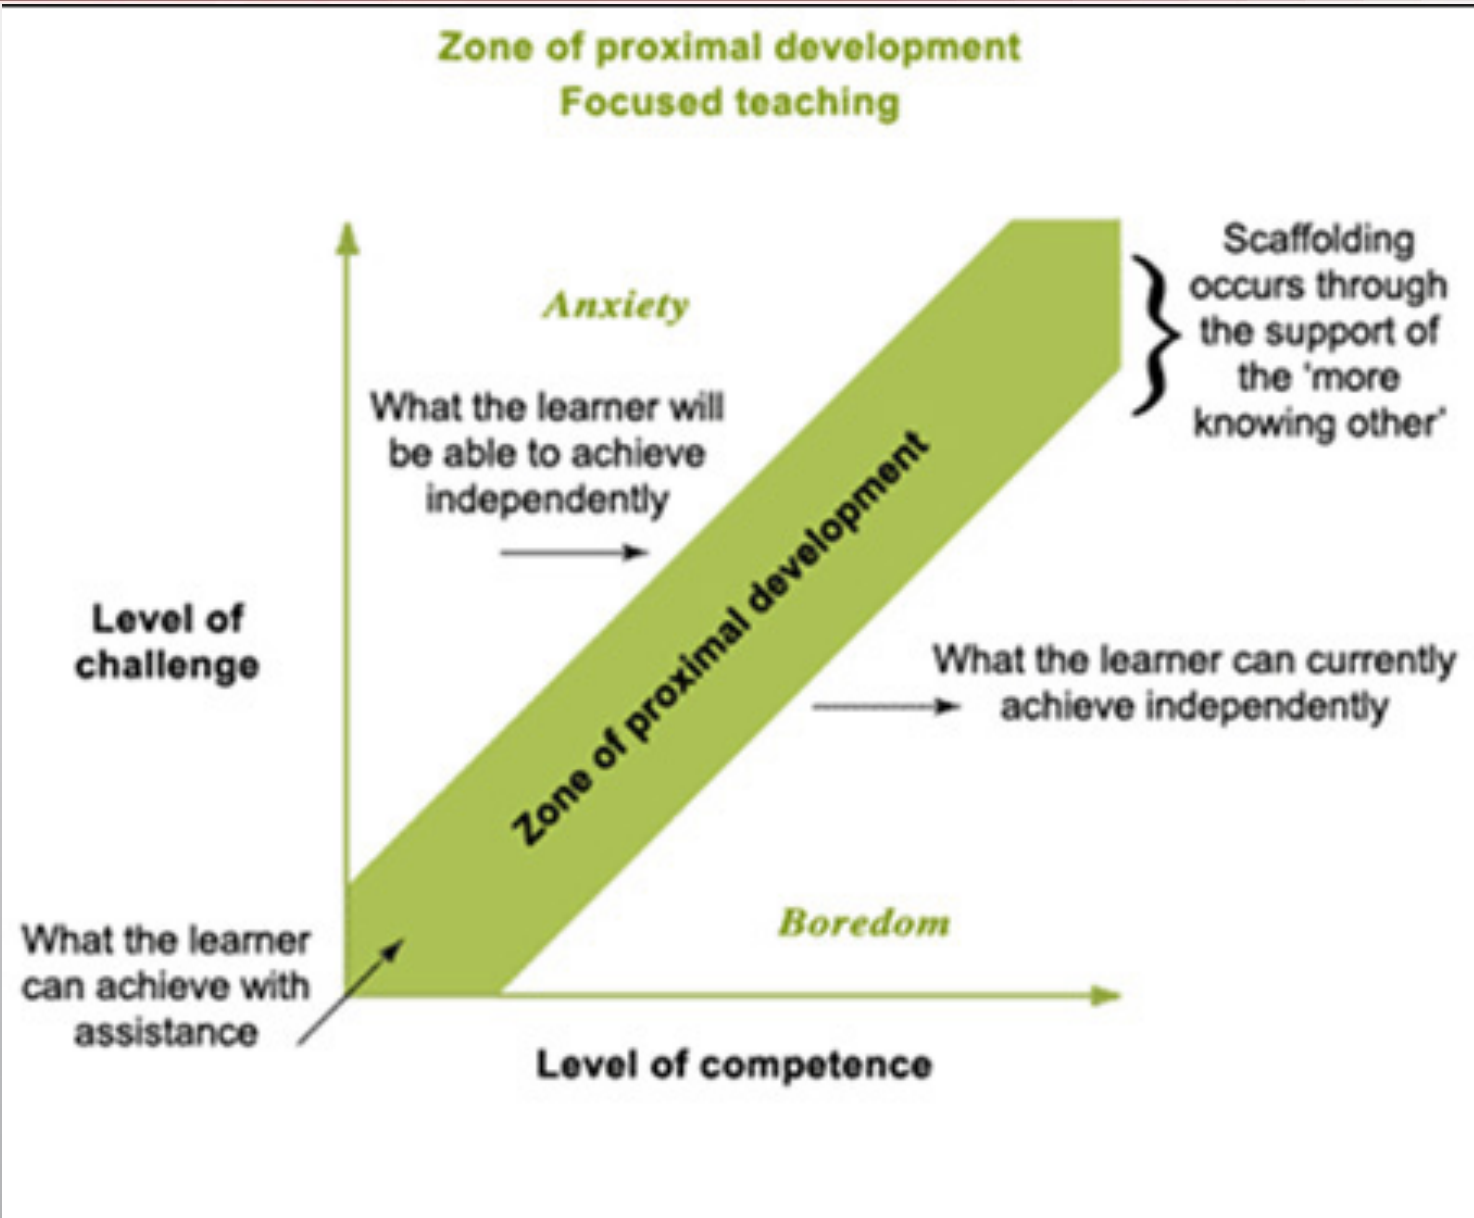 Zone of proximal development
Focused teaching
Anxiety
What the learner will
be able to achieve
independently
Scaffolding
occurs through
the support of
the ‘more
knowing other’
Zone of proximal development
Level of
challenge
What the learner can currently
achieve independently
Boredom
What the learner
can achieve with
assistance
Level of competence